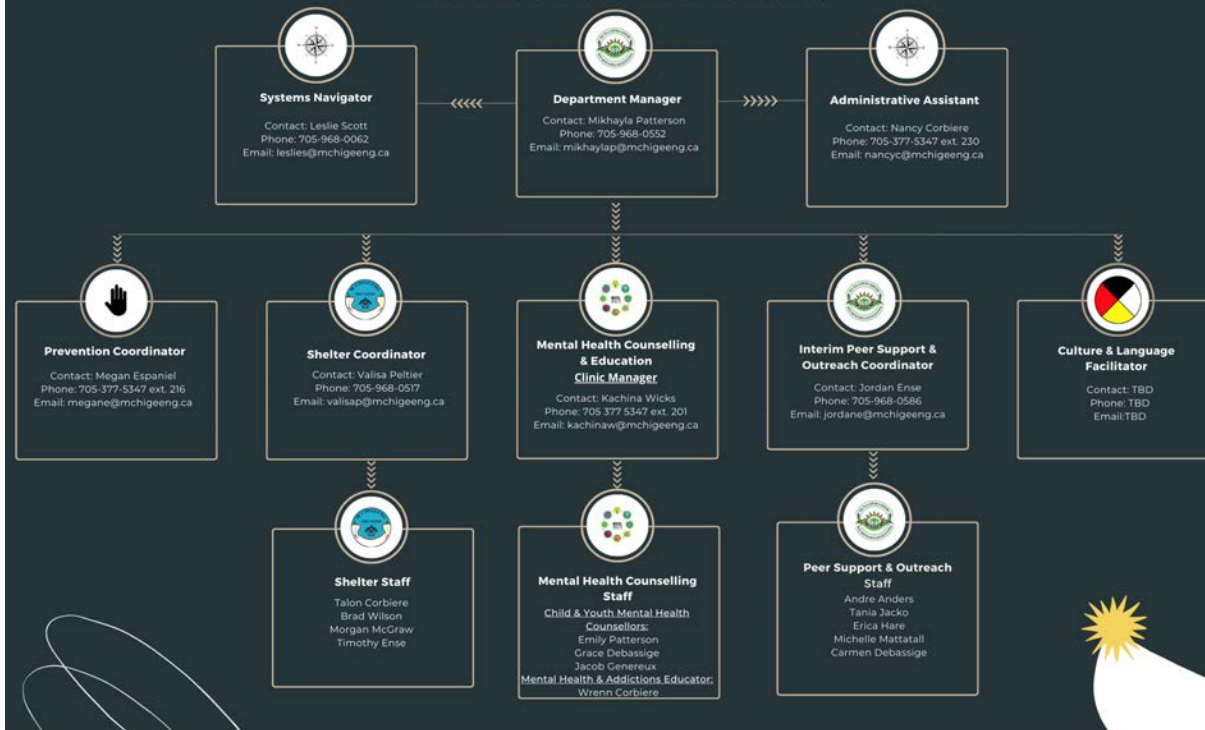 Systems Navigator
Contact: Leslie Scott
Phone: 705-968-0062
Email: leslies@mchigeeng.ca
Department Manager
Contact: Mikhayla Patterson
Phone: 705-968-0552
Email: mikhaylap@mchigeeng.ca
Administrative Assistant
Contact: Nancy Corbiere
Phone: 705-377-5347 ext. 230
Email: nancyc@mchigeeng.ca
Prevention Coordinator
Contact: Megan Espaniel
Phone: 705-377-5347 ext. 216
Email: megane@mchigeeng.ca
Shelter Coordinator
Contact: Valisa Peltier
Phone: 705-968-0517
Email: valisap@mchigeeng.ca
Mental Health Counselling
& Education
Clinic Manager
Contact: Kachina Wicks
Phone: 705 377 5347 ext. 201
Email: kachinaw@mchigeeng.ca
Interim Peer Support &
Outreach Coordinator
Contact: Jordan Ense
Phone: 705-968-0586
Email: jordane@mchigeeng.ca
Culture & Language
Facilitator
Contact: TBD
Phone: TBD
Email:TBD
Shelter Staff
Talon Corbiere
Brad Wilson
Morgan McGraw
Timothy Ense
Mental Health Counselling
Staff
Child & Youth Mental Health
Counsellors:
Emily Patterson
Grace Debassige
Jacob Genereux
Mental Health & Addictions Educator:
Wrenn Corbiere
Peer Support & Outreach
Staff
Andre Anders
Tania Jacko
Erica Hare
Michelle Mattatall
Carmen Debassige